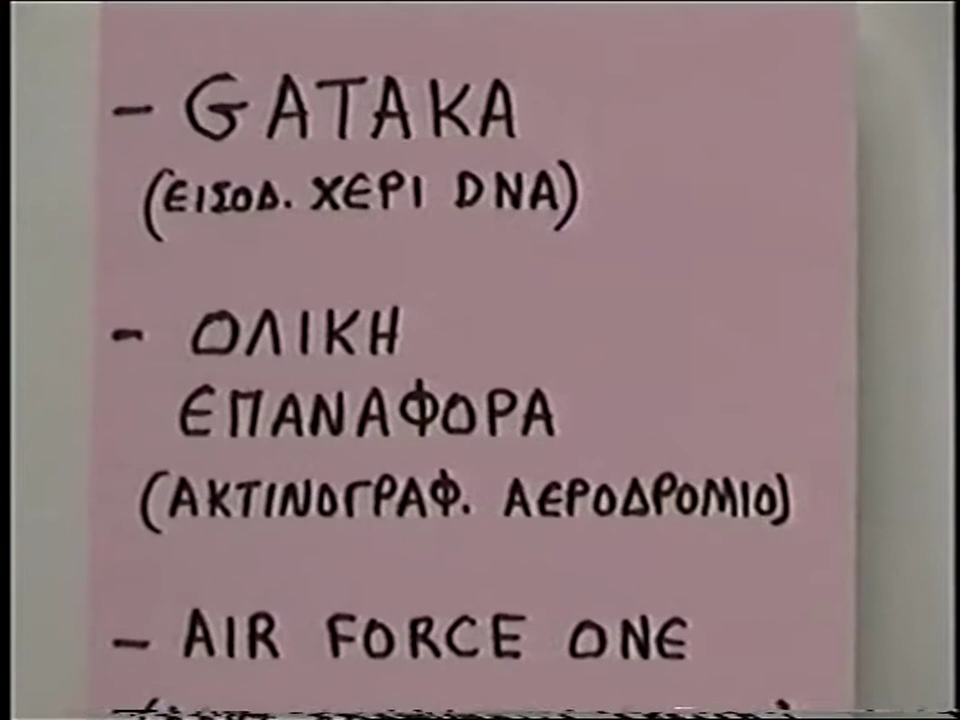 - GATAKA
(ΕΙΣΟΔ. ΧΕΡΙ DNA)
- ΟΛΙΚΗ
ΕΠΑΝΑΦΟΡΑ
(ΑΚΤΙΝΟΓΡΑΦ. ΑΕΡΟΔΡΟΜΙΟ)
- AIR FORCE ONE